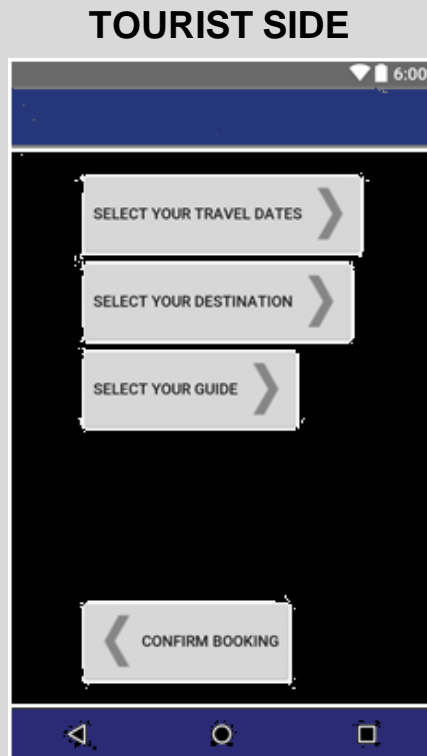 TOURIST SIDE
6:00
SELECT YOUR TRAVEL DATES
SELECT YOUR DESTINATION
SELECT YOUR GUIDE
CONFIRM BOOKING